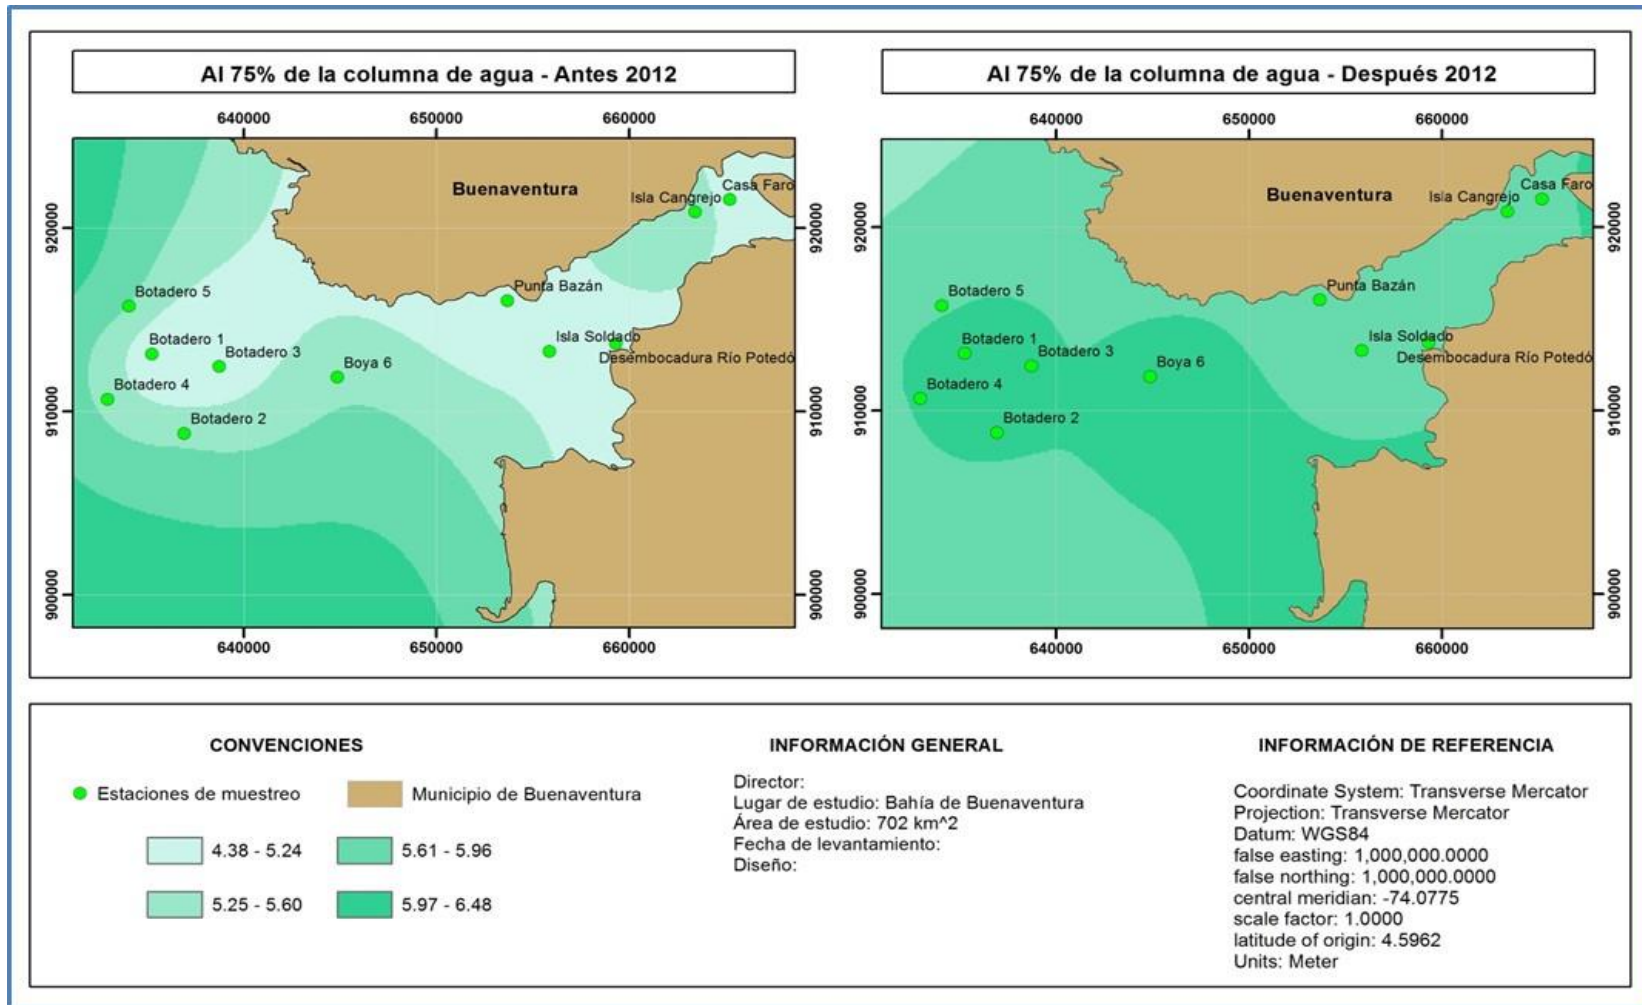 Al 75% de la columna de agua - Antes 2012
640000
650000
660000
920000
910000
900000
Buenaventura
Casa Faro
Isla Cangrejo
Botadero 5
Punta Bazán
Botadero 1
Botadero 3
Isla Soldado
Boya 6
Desembocadura Río Potedó
Botadero 4
Botadero 2
920000
910000
900000
640000
650000
660000
Al 75% de la columna de agua - Después 2012
640000
650000
660000
920000
910000
900000
Buenaventura
Casa Faro
Isla Cangrejo
Botadero 5
Punta Bazán
Botadero 1
Botadero 3
Isla Soldado
Boya 6
Desembocadura Río Potedó
Botadero 4
Botadero 2
920000
910000
900000
640000
650000
660000
CONVENCIONES
Estaciones de muestreo
Municipio de Buenaventura
4.38 - 5.24
5.61 - 5.96
5.25 - 5.60
5.97 - 6.48
INFORMACIÓN GENERAL
Director:
Lugar de estudio: Bahía de Buenaventura
Área de estudio: 702 km^2
Fecha de levantamiento:
Diseño:
INFORMACIÓN DE REFERENCIA
Coordinate System: Transverse Mercator
Projection: Transverse Mercator
Datum: WGS84
false easting: 1,000,000.0000
false northing: 1,000,000.0000
central meridian: -74.0775
scale factor: 1.0000
latitude of origin: 4.5962
Units: Meter